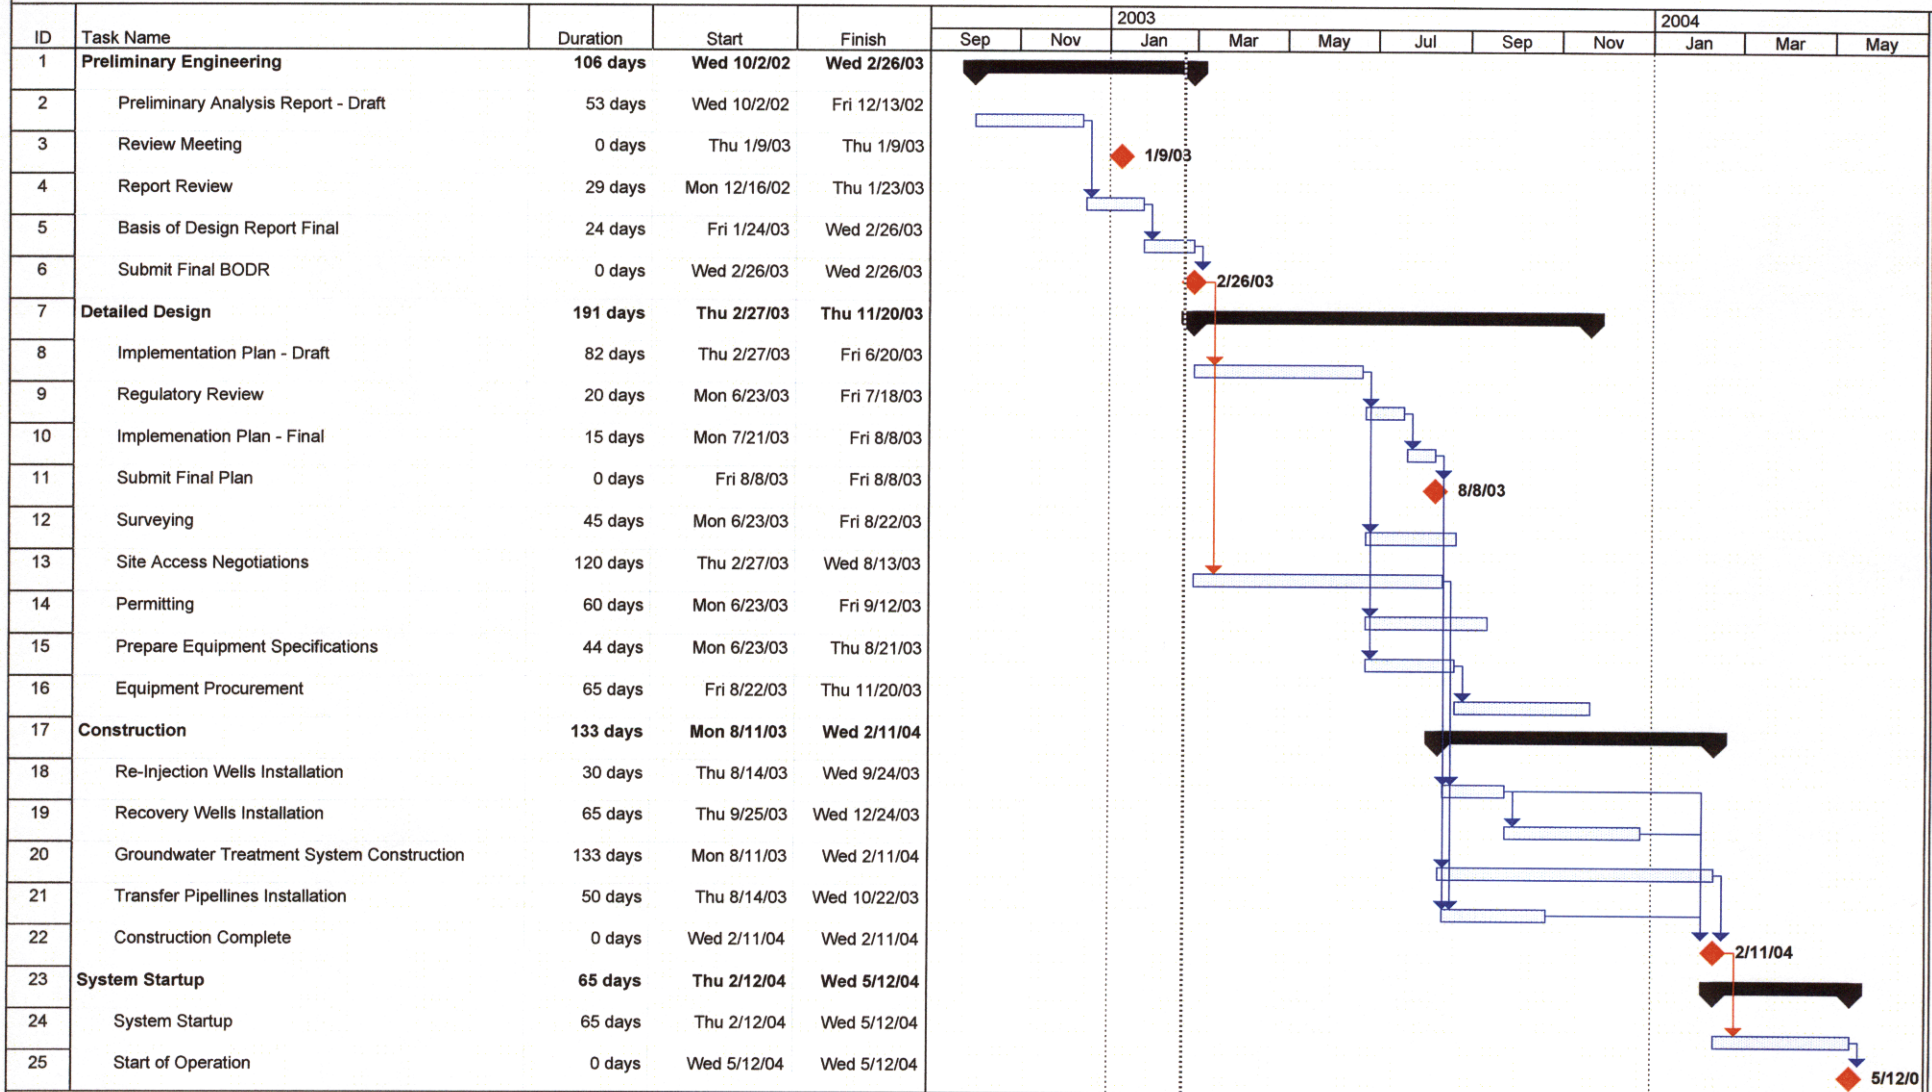 2003 2004
ID Task Name Duration Start Finish Sep Nov Jan Mar May Jul Sep Nov Jan Mar May
1 Preliminary Engineering 106 days Wed 10/2/02 Wed 2/26/03
2 Preliminary Analysis Report - Draft 53 days Wed 10/2/02 Fri 12/13/02
3 Review Meeting 0 days Thu 1/9/03 Thu 1/9/03 1/9/03
4 Report Review 29 days Mon 12/16/02 Thu 1/23/03
5 Basis of Design Report Final 24 days Fri 1/24/03 Wed 2/26/03
6 Submit Final BODR 0 days Wed 2/26/03 Wed 2/26/03 2/26/03
7 Detailed Design 191 days Thu 2/27/03 Thu 11/20/03
8 Implementation Plan - Draft 82 days Thu 2/27/03 Fri 6/20/03
9 Regulatory Review 20 days Mon 6/23/03 Fri 7/18/03
10 Implemenation Plan - Final 15 days Mon 7/21/03 Fri 8/8/03
11 Submit Final Plan 0 days Fri 8/8/03 Fri 8/8/03 8/8/03
12 Surveying 45 days Mon 6/23/03 Fri 8/22/03
13 Site Access Negotiations 120 days Thu 2/27/03 Wed 8/13/03
14 Permitting 60 days Mon 6/23/03 Fri 9/12/03
15 Prepare Equipment Specifications 44 days Mon 6/23/03 Thu 8/21/03
16 Equipment Procurement 65 days Fri 8/22/03 Thu 11/20/03
17 Construction 133 days Mon 8/11/03 Wed 2/11/04
18 Re-Injection Wells Installation 30 days Thu 8/14/03 Wed 9/24/03
19 Recovery Wells Installation 65 days Thu 9/25/03 Wed 12/24/03
20 Groundwater Treatment System Construction 133 days Mon 8/11/03 Wed 2/11/04
21 Transfer Pipellines Installation 50 days Thu 8/14/03 Wed 10/22/03
22 Construction Complete 0 days Wed 2/11/04 Wed 2/11/04 2/11/04
23 System Startup 65 days Thu 2/12/04 Wed 5/12/04
24 System Startup 65 days Thu 2/12/04 Wed 5/12/04
25 Start of Operation 0 days Wed 5/12/04 Wed 5/12/04 5/12/0